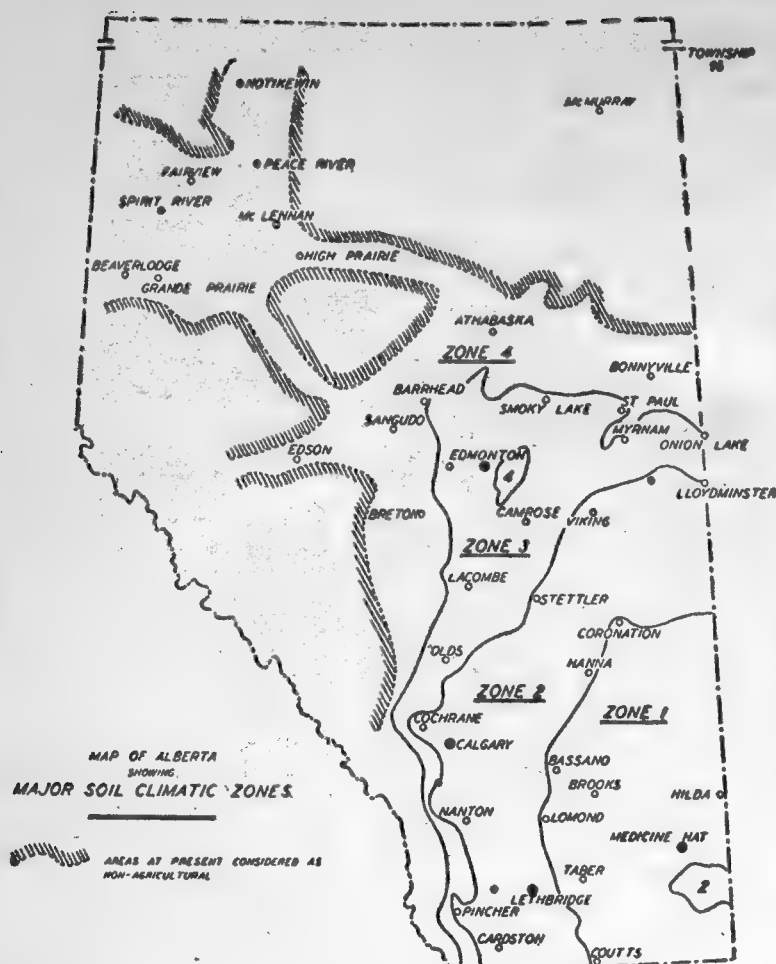 TOWNSHIP
NOTIKEWIN
McMURRAY
PEACE RIVER
FAIRVIEW
SPIRIT RIVER
Mc LENNAN
HIGH PRAIRIE
BEAVERLODGE
GRANDE PRAIRIE
ATHABASKA
ZONE 4
BONNYVILLE
BARRHEAD
SMOKY LAKE
ST PAUL
SANGUDO
MYRNAM
ONION LAKE
EDSON
EDMONTON
4
LLOYDMINSTER
BRETON
CAMROSE
VIKING
ZONE 3
LACOMBE
STETTLER
CORONATION
OLDS
HANNA
ZONE 2
ZONE 1
COCHRANE
CALGARY
MAP OF ALBERTA
SHOWING
MAJOR SOIL CLIMATIC ZONES.
BASSANO
BROOKS
HILDA
NANTON
LOMOND
MEDICINE HAT
AREAS AT PRESENT CONSIDERED AS
NON-AGRICULTURAL
TABER
2
LETHBRIDGE
PINCHER
CARDSTON
COUTTS